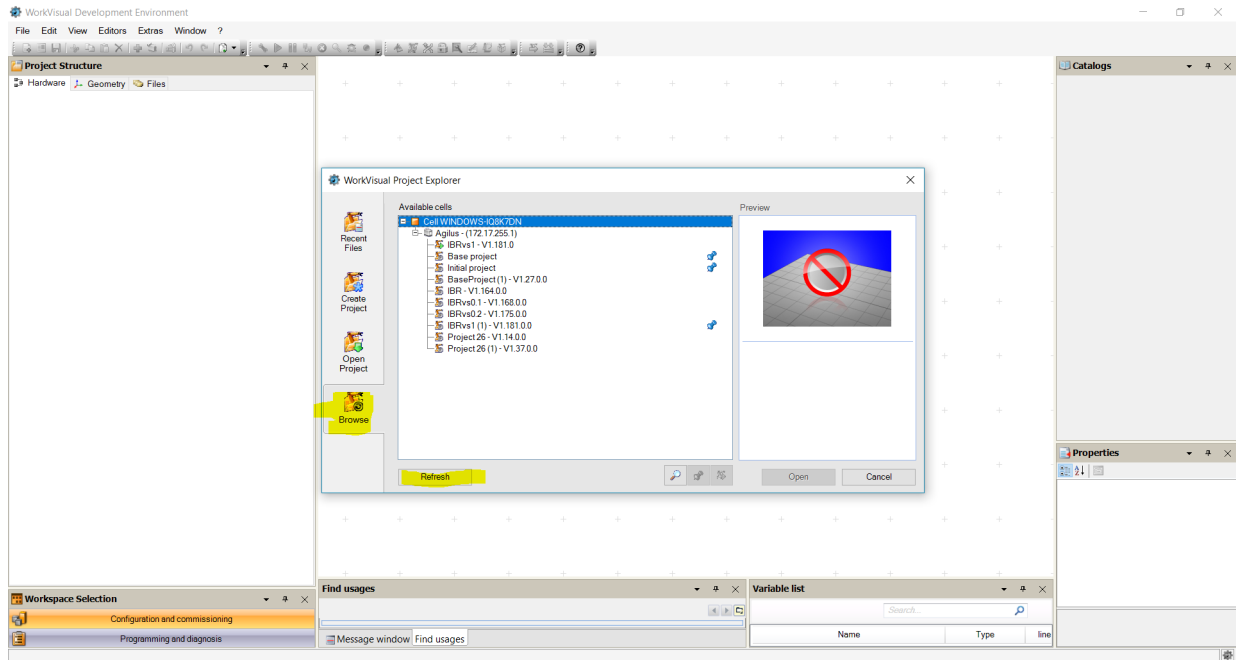 WorkVisual Development Environment
File Edit View Editors Extras Window ?
Project Structure
Hardware Geometry Files
Catalogs
WorkVisual Project Explorer
Recent
Files
Create
Project
Open
Project
Browse
Available cells
Cell WINDOWS-IQ8K7DN
Agilus - (172.17.255.1)
IBRvs1 - V1.181.0
Base project
Initial project
BaseProject (1) - V1.27.0.0
IBR - V1.164.0.0
IBRvs0.1 - V1.168.0.0
IBRvs0.2 - V1.175.0.0
IBRvs1 (1) - V1.181.0.0
Project 26 - V1.14.0.0
Project 26 (1) - V1.37.0.0
Preview
Refresh
Open Cancel
Properties
Workspace Selection
Configuration and commissioning
Programming and diagnosis
Find usages
Message window Find usages
Variable list
Search...
Name Type line